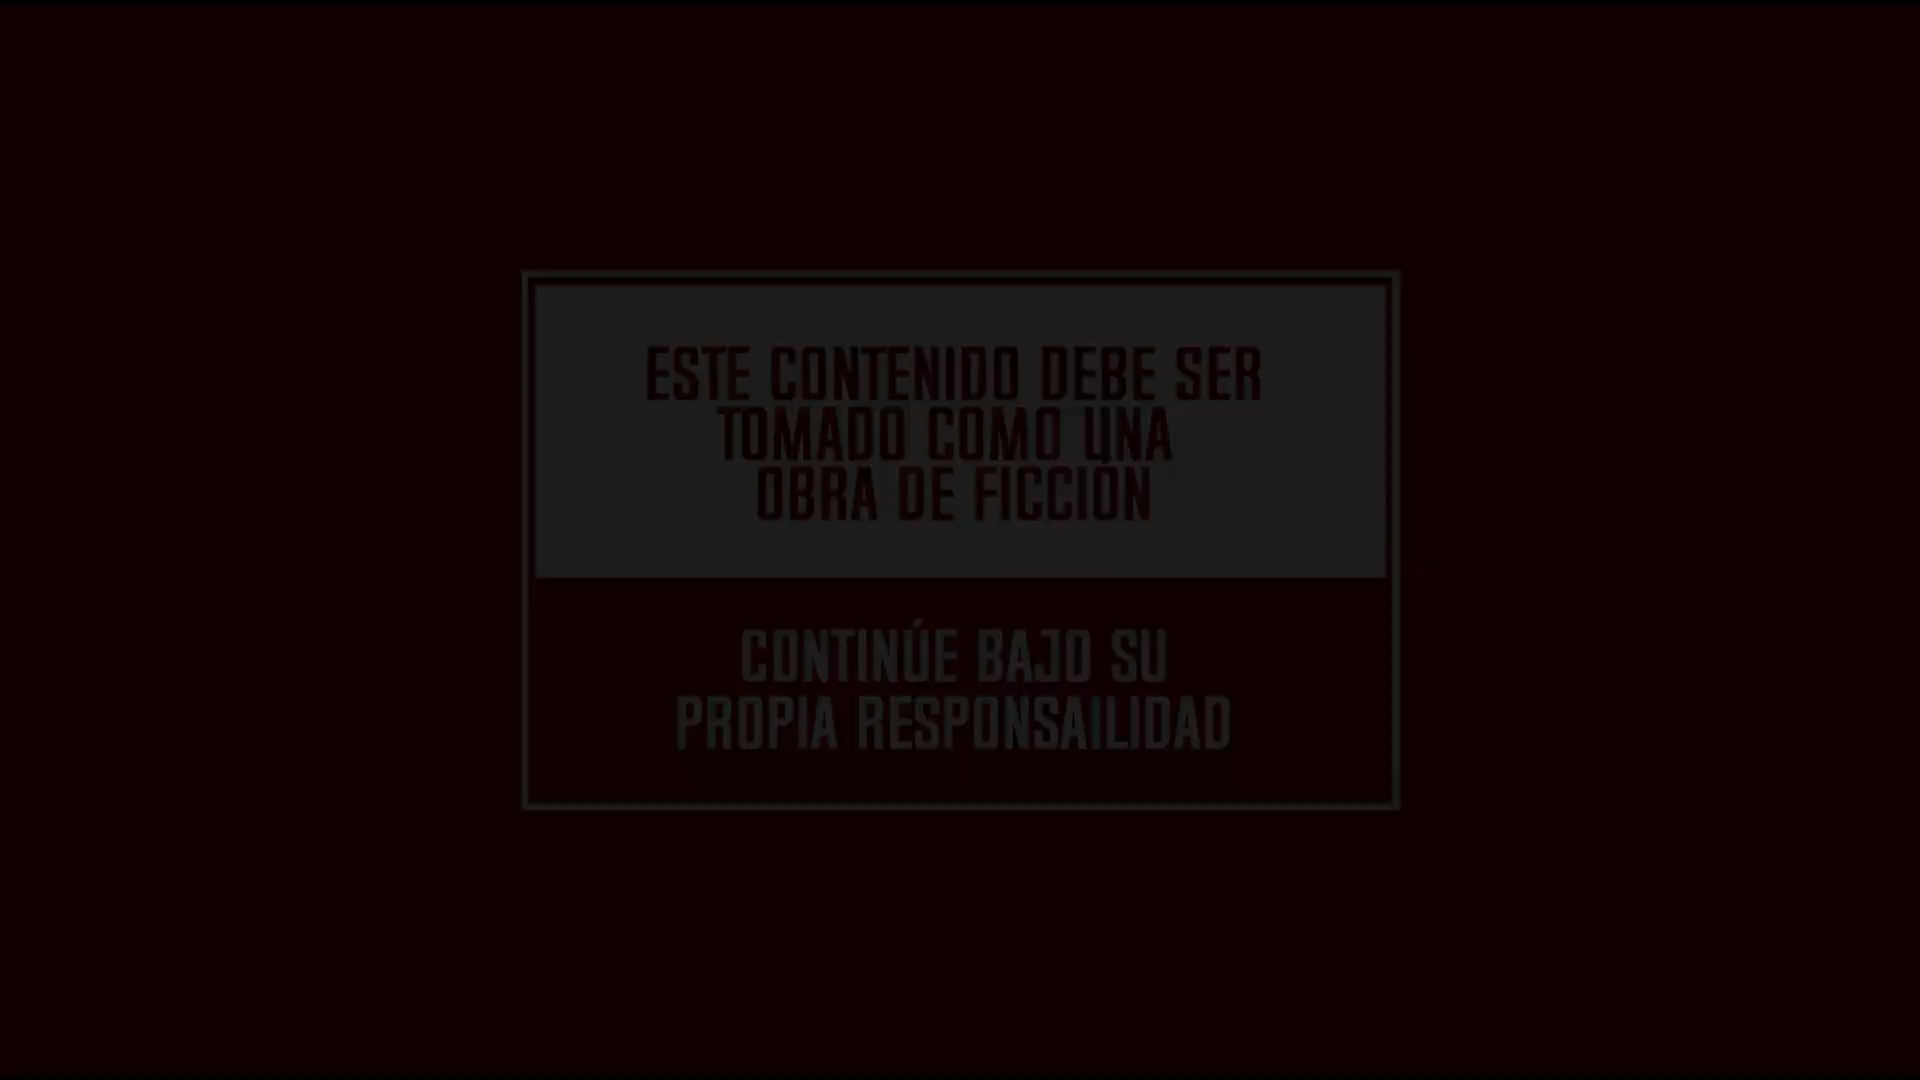 ESTE CONTENIDO DEBE SER
TOMADO COMO UNA
OBRA DE FICCIÓN
CONTINÚE BAJO SU
PROPIA RESPONSAILIDAD